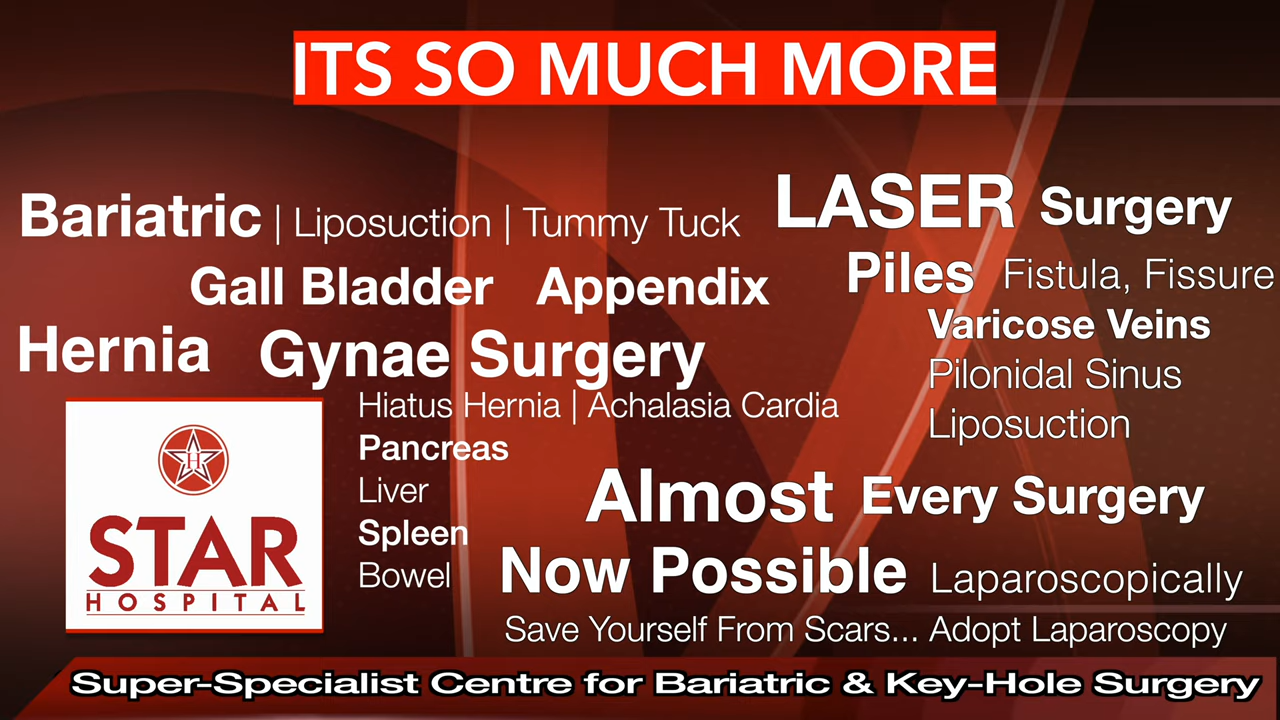 ITS SO MUCH MORE
Bariatric | Liposuction | Tummy Tuck
Gall Bladder Appendix
Hernia Gynae Surgery
Hiatus Hernia | Achalasia Cardia
Pancreas
Liver
Spleen
Bowel
LASER Surgery
Piles Fistula, Fissure
Varicose Veins
Pilonidal Sinus
Liposuction
Almost Every Surgery
Now Possible Laparoscopically
Save Yourself From Scars... Adopt Laparoscopy
H
STAR
HOSPITAL
Super-Specialist Centre for Bariatric & Key-Hole Surgery